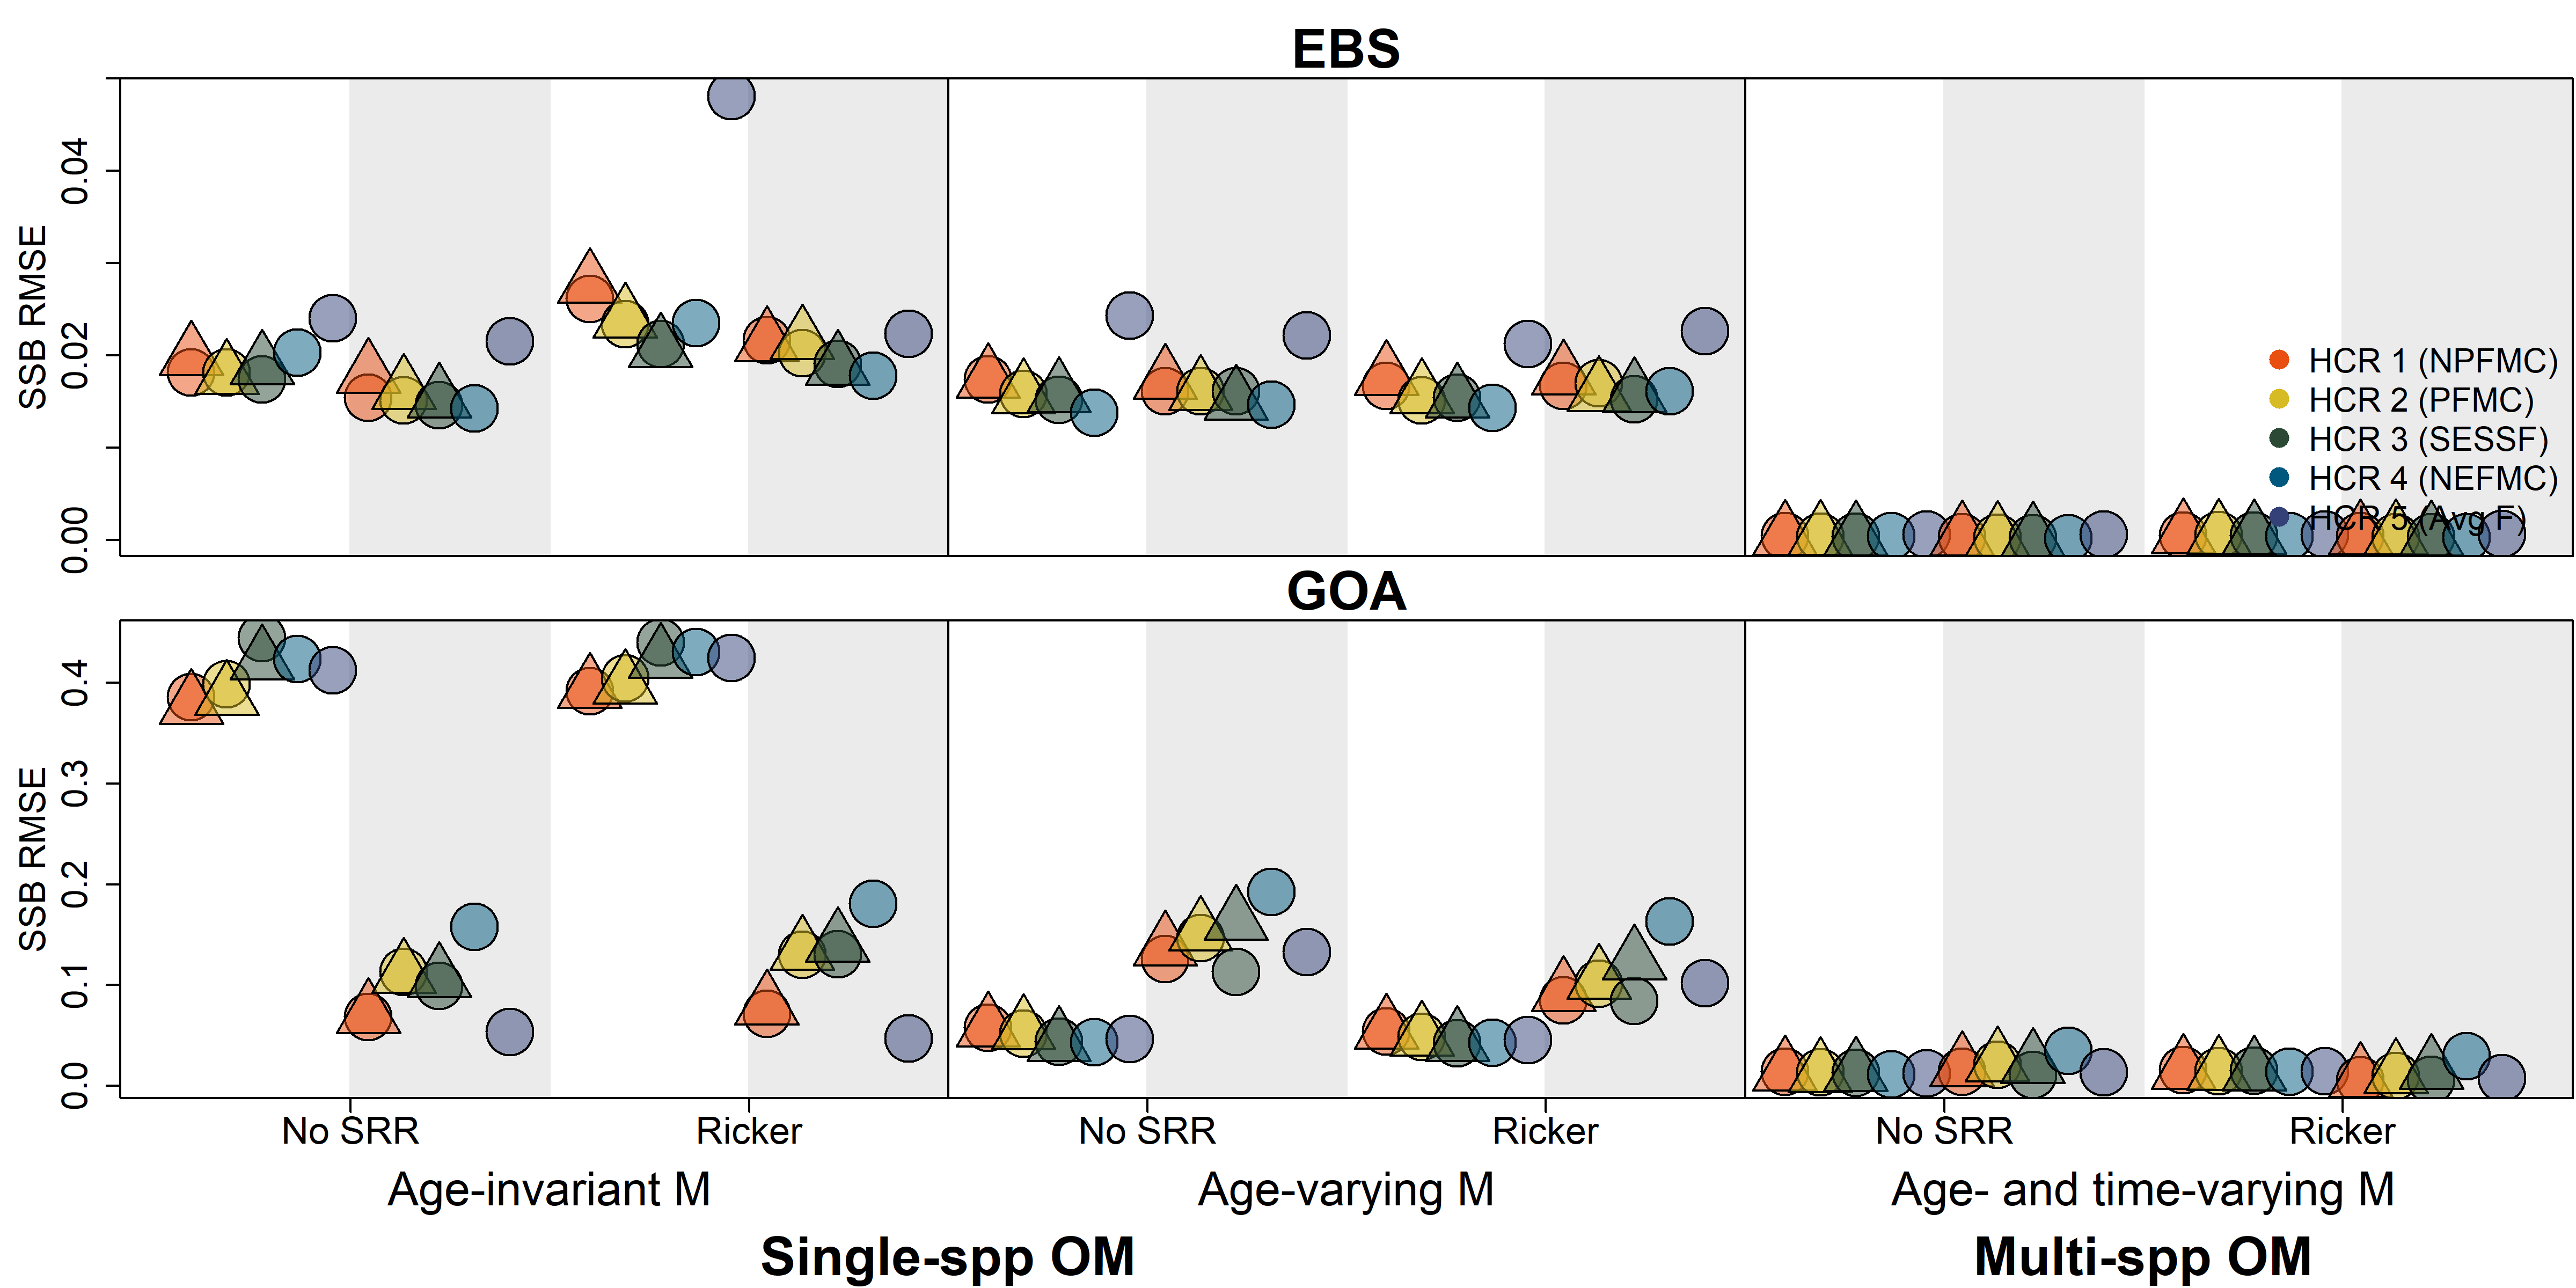 EBS
SSB RMSE
0.04
0.02
0.00
HCR 1 (NPFMC)
HCR 2 (PFMC)
HCR 3 (SESSF)
HCR 4 (NEFMC)
HCR 5 (Avg F)
GOA
SSB RMSE
0.4
0.3
0.2
0.1
0.0
No SRR Ricker No SRR Ricker No SRR Ricker
Age-invariant M Age-varying M Age- and time-varying M
Single-spp OM Multi-spp OM